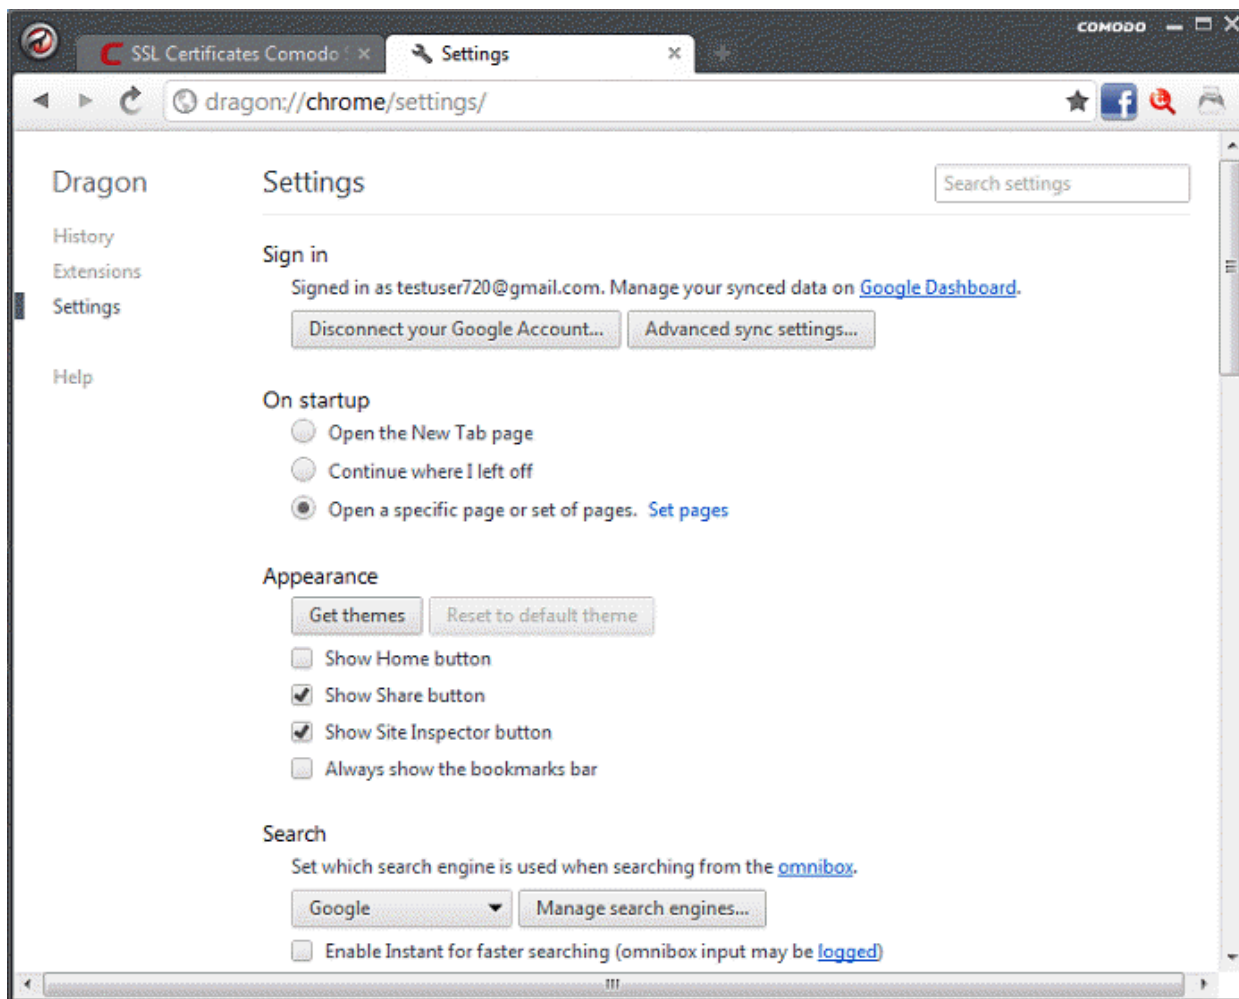 COMODO
SSL Certificates Comodo
Settings
dragon://chrome/settings/
Dragon
History
Extensions
Settings
Help
Settings
Search settings
Sign in
Signed in as testuser720@gmail.com. Manage your synced data on Google Dashboard.
Disconnect your Google Account... Advanced sync settings...
On startup
Open the New Tab page
Continue where I left off
Open a specific page or set of pages. Set pages
Appearance
Get themes Reset to default theme
Show Home button
Show Share button
Show Site Inspector button
Always show the bookmarks bar
Search
Set which search engine is used when searching from the omnibox.
Google Manage search engines...
Enable Instant for faster searching (omnibox input may be logged)